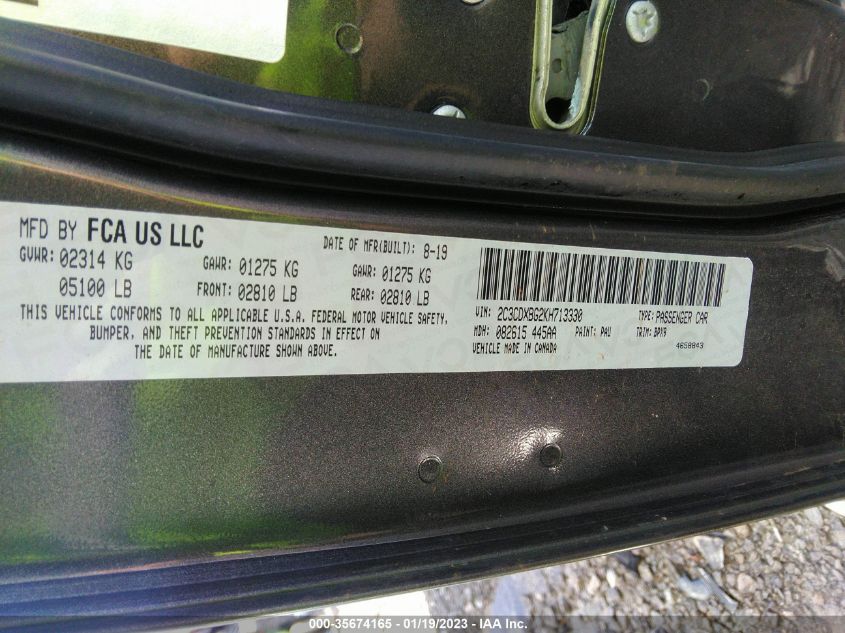 MFD BY FCA US LLC
DATE OF MFR(BUILT): 8-19
GVWR: 02314 KG
GAWR: 01275 KG
GAWR: 01275 KG
05100 LB
FRONT: 02810 LB
REAR: 02810 LB
THIS VEHICLE CONFORMS TO ALL APPLICABLE U.S.A. FEDERAL MOTOR VEHICLE SAFETY,
BUMPER, AND THEFT PREVENTION STANDARDS IN EFFECT ON
THE DATE OF MANUFACTURE SHOWN ABOVE.
VIN: 2C3CDXBG2KH713330
TYPE: PASSENGER CAR
MDH: 082615 445AA
PAINT: PAU
TRIM: BPX9
VEHICLE MADE IN CANADA
4658843
000-35674165 - 01/19/2023 - IAA Inc.